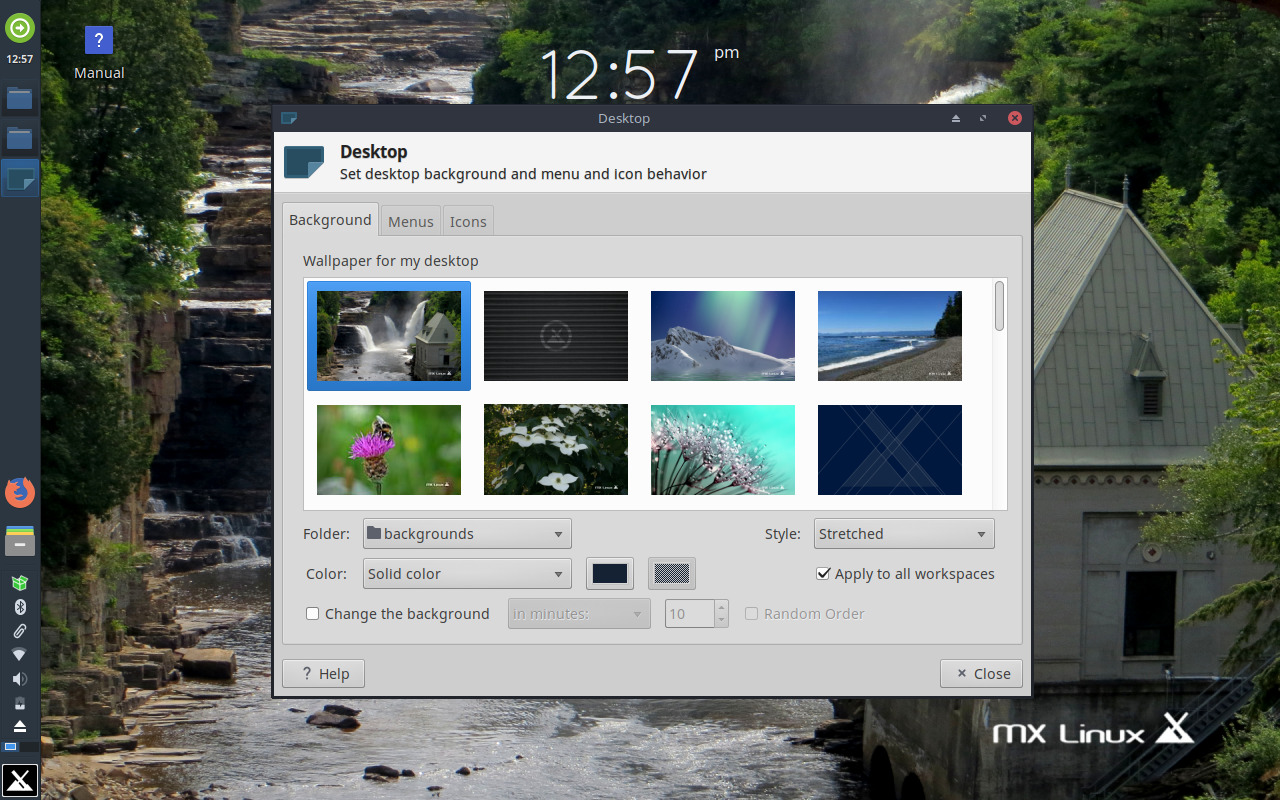 12:57
?
Manual
12:57 pm
Desktop
Desktop
Set desktop background and menu and icon behavior
Background
Menus
Icons
Wallpaper for my desktop
Folder:
backgrounds
Style:
Stretched
Color:
Solid color
Apply to all workspaces
Change the background
in minutes:
10
Random Order
? Help
Close
mx Linux